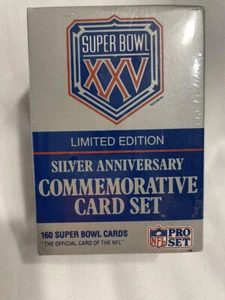 SUPER BOWL
XXV
LIMITED EDITION
SILVER ANNIVERSARY
COMMEMORATIVE
CARD SET
160 SUPER BOWL CARDS
"THE OFFICIAL CARD OF THE NFL"
NFL
PRO
SET